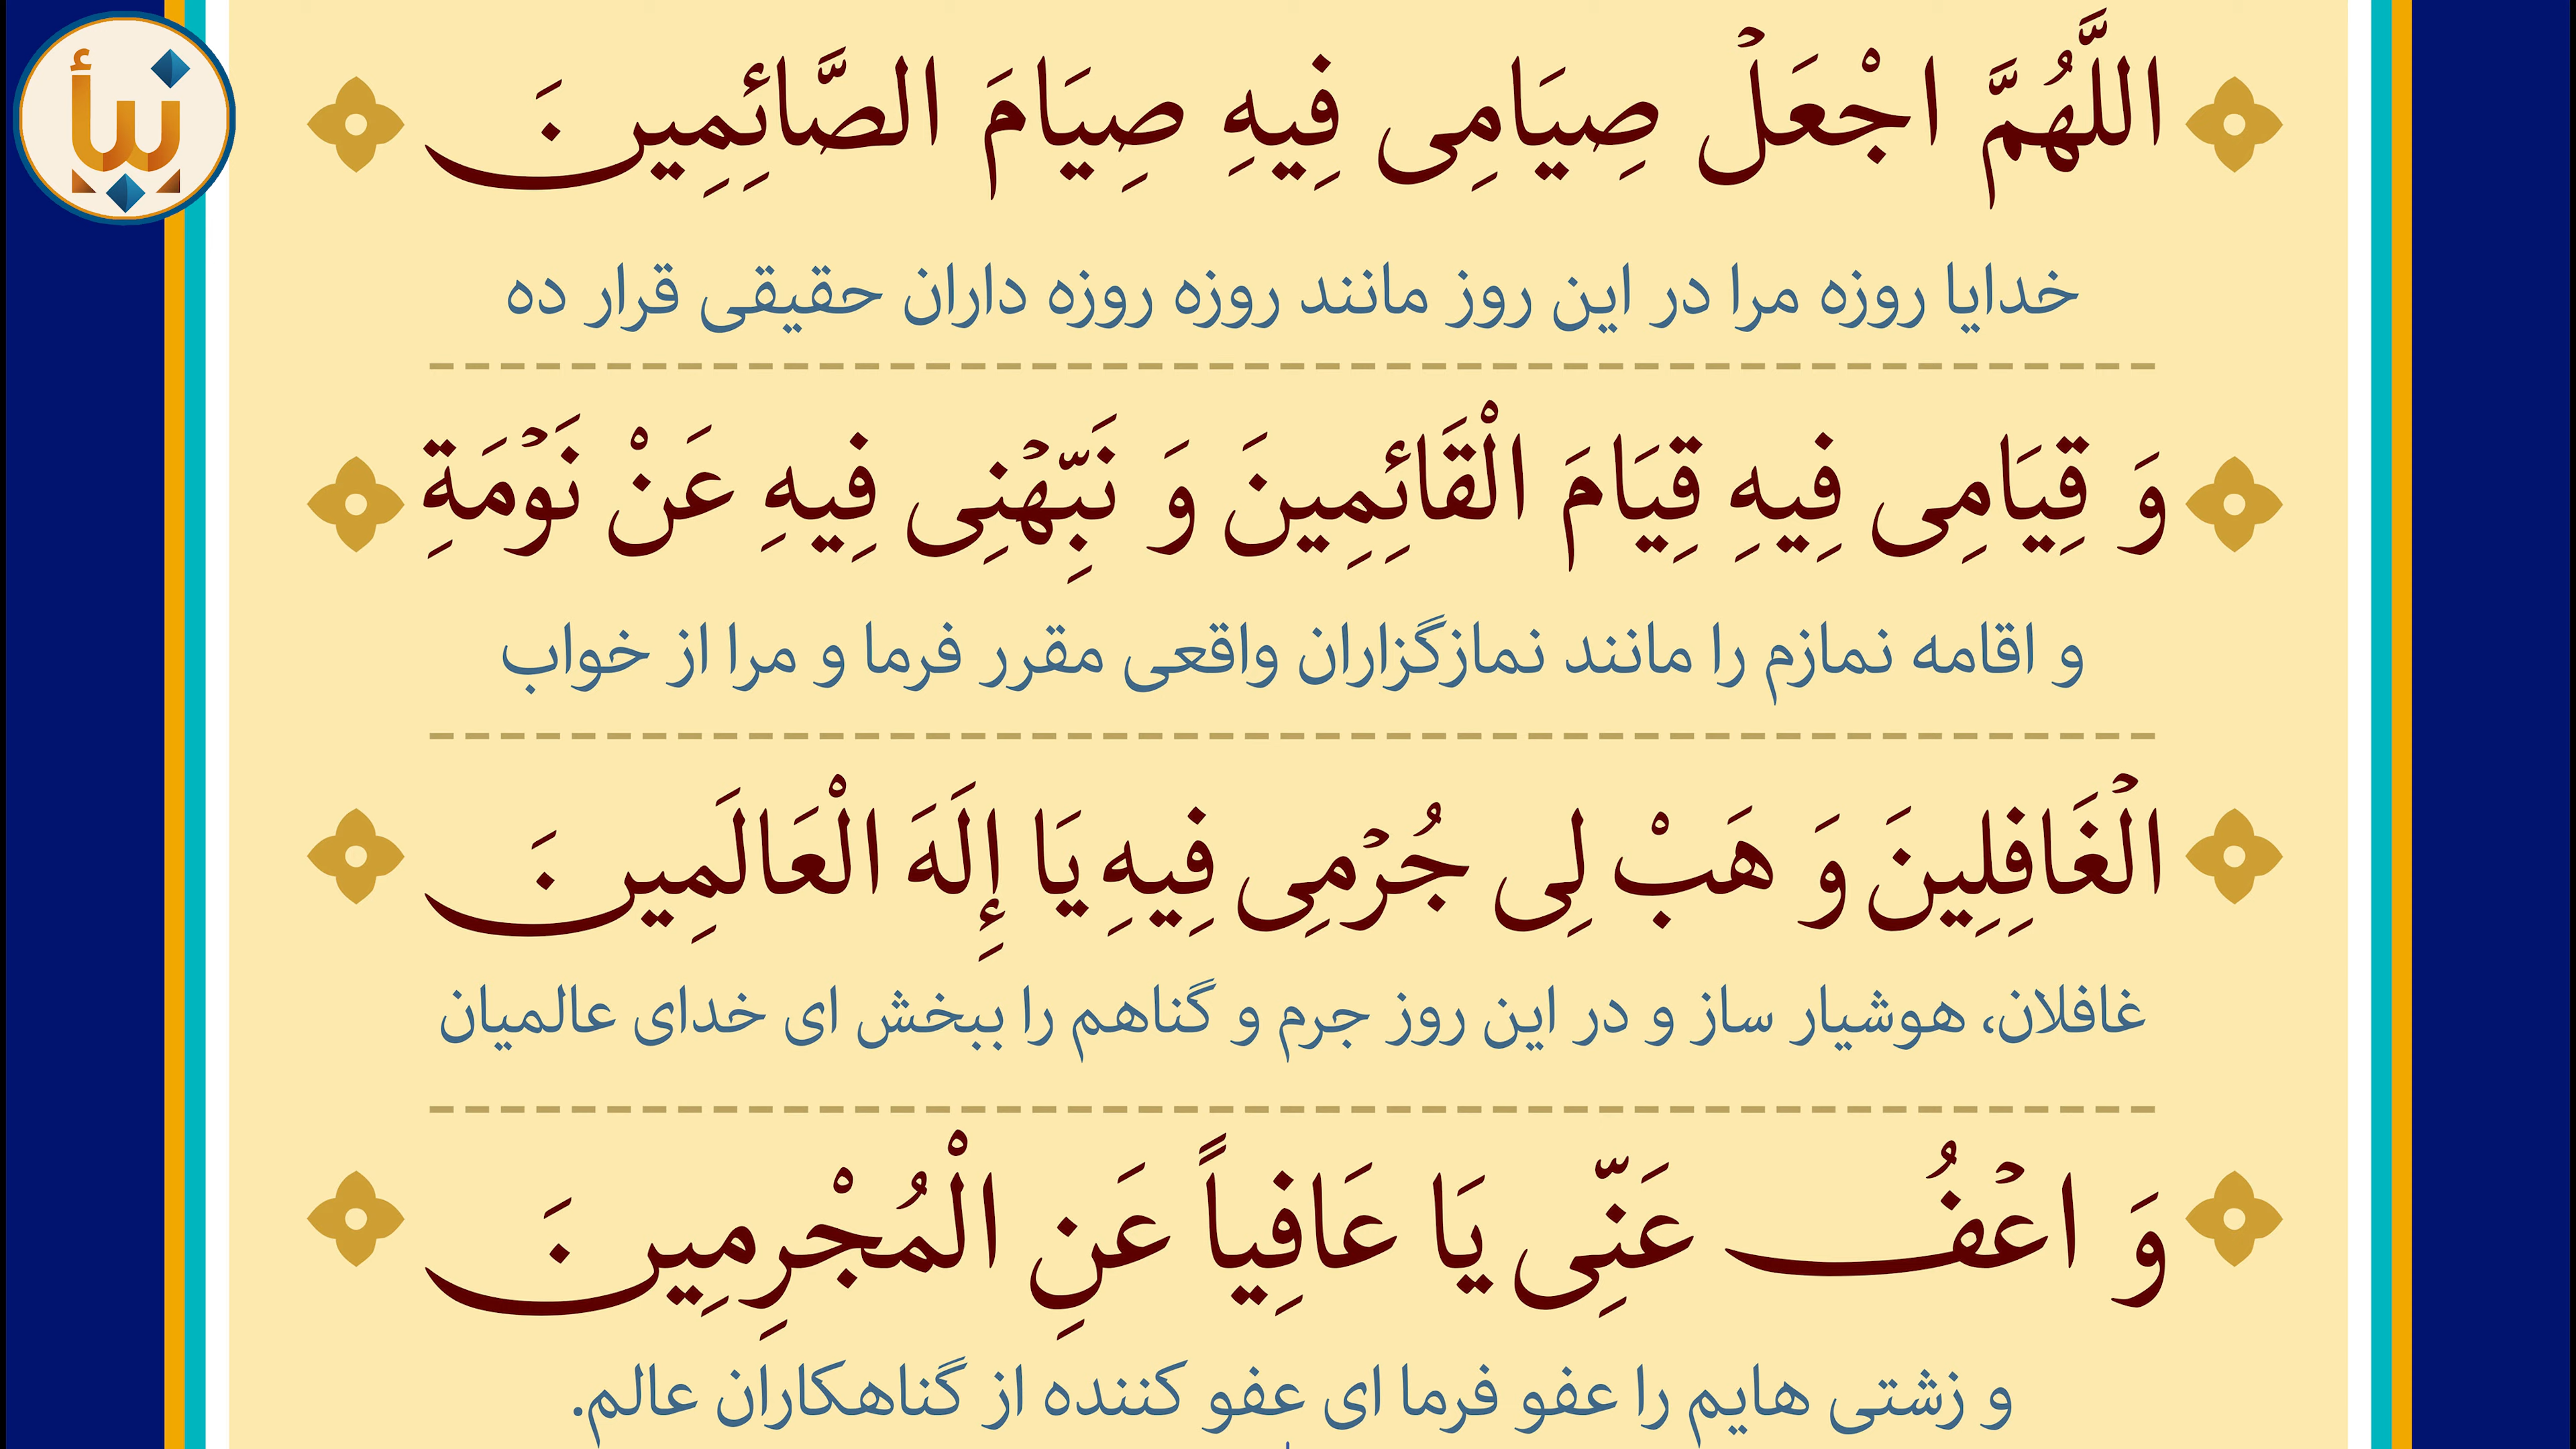 نبأ
اللَّهُمَّ اجْعَلْ صِيَامِى فِيهِ صِيَامَ الصَّائِمِينَ
خدایا روزه مرا در این روز مانند روزه روزه داران حقیقی قرار ده
وَ قِيَامِى فِيهِ قِيَامَ الْقَائِمِينَ وَ نَبِّهْنِى فِيهِ عَنْ نَوْمَةِ
و اقامه نمازم را مانند نمازگزاران واقعی مقرر فرما و مرا از خواب
الْغَافِلِينَ وَ هَبْ لِى جُرْمِى فِيهِ يَا إِلَهَ الْعَالَمِينَ
غافلان، هوشیار ساز و در این روز جرم و گناهم را ببخش ای خدای عالمیان
وَ اعْفُ عَنِّى يَا عَافِياً عَنِ الْمُجْرِمِينَ
و زشتی هایم را عفو فرما ای عفو کننده از گناهکاران عالم.